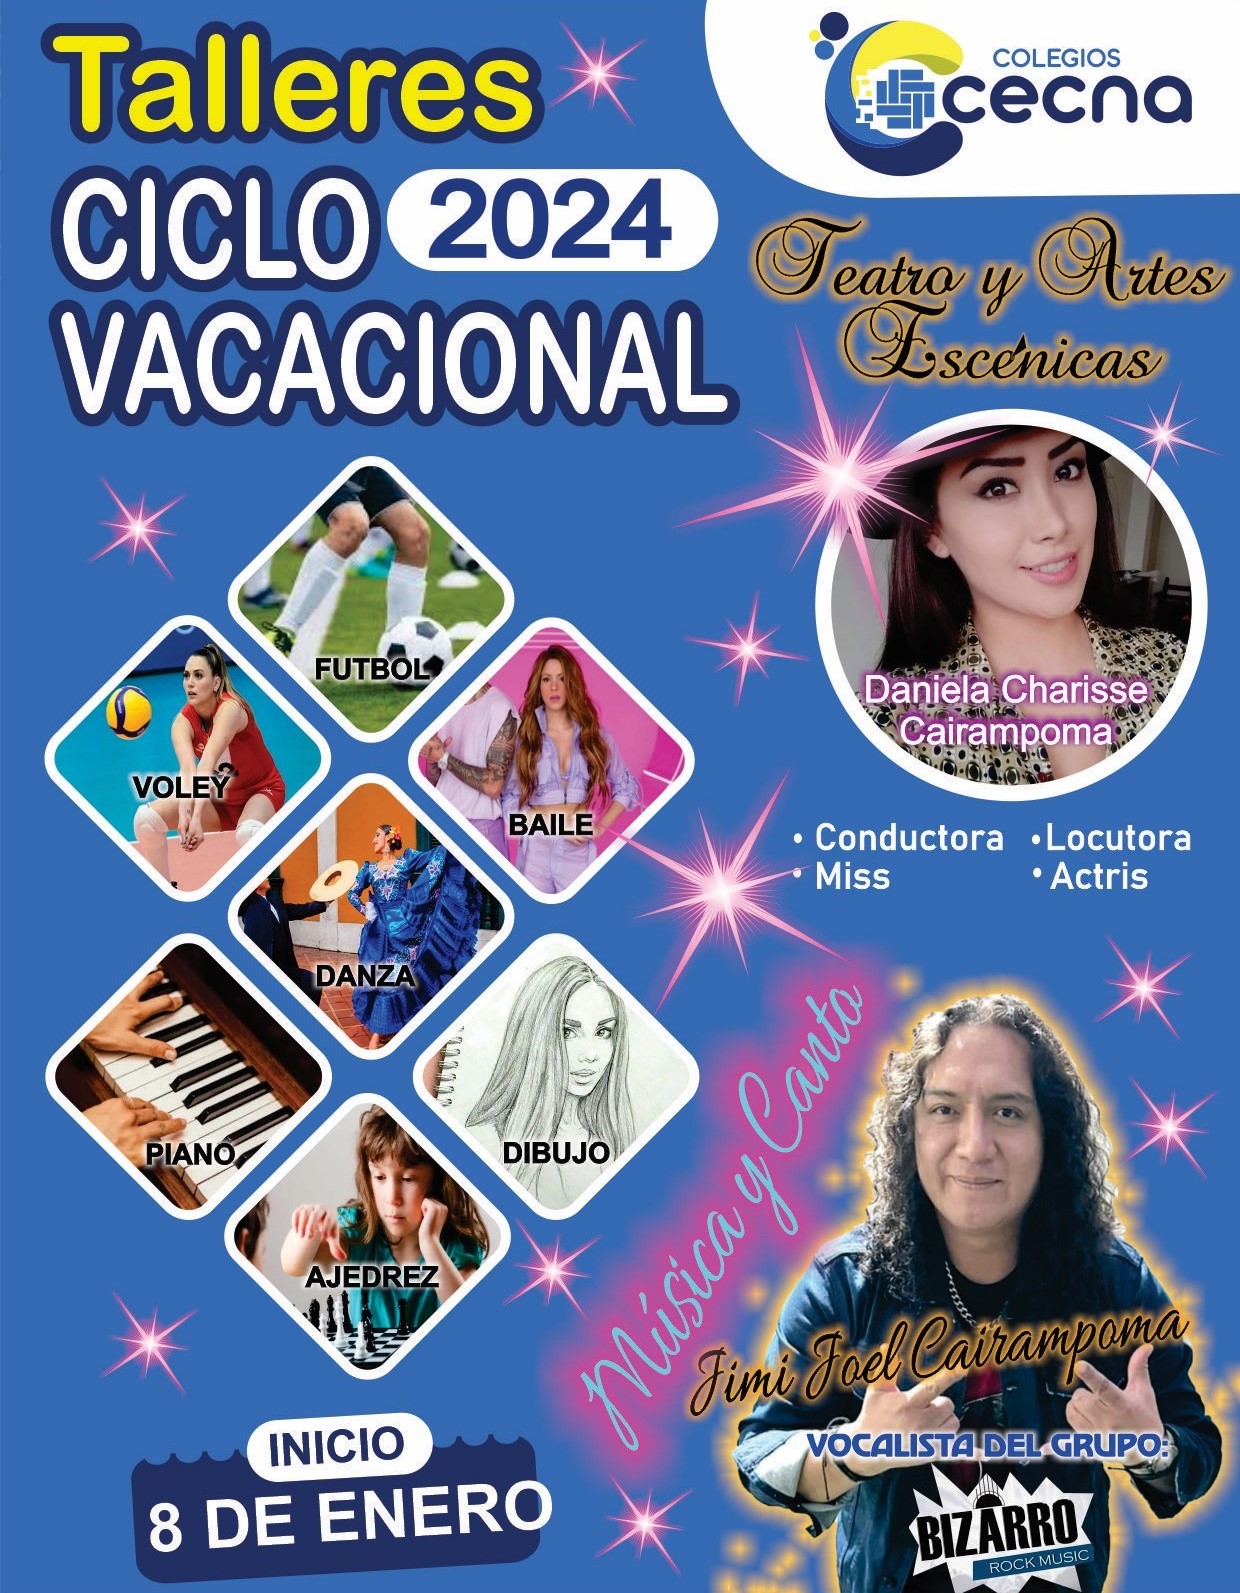 Talleres
CICLO 2024
VACACIONAL
COLEGIOS
cecna
Teatro y Artes
Escénicas
Daniela Charisse
Cairampoma
• Conductora • Locutora
• Miss • Actris
FUTBOL
VOLEY
BAILE
DANZA
PIANO
DIBUJO
AJEDREZ
Música y Canto
Jimi Joel Cairampoma
VOCALISTA DEL GRUPO:
BIZARRO
ROCK MUSIC
INICIO
8 DE ENERO